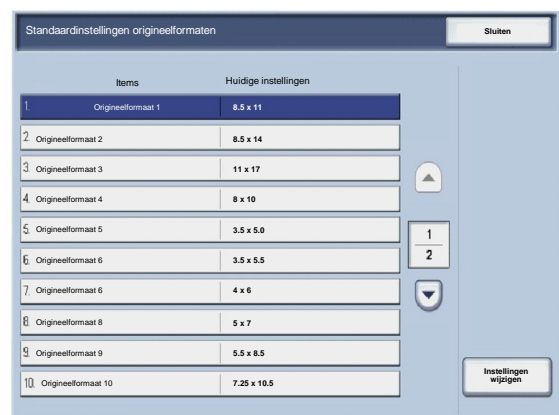 Standaardinstellingen origineelformaten
Sluiten
Items Huidige instellingen
1. Origineelformaat 1 8.5 x 11
2. Origineelformaat 2 8.5 x 14
3. Origineelformaat 3 11 x 17
4. Origineelformaat 4 8 x 10
5. Origineelformaat 5 3.5 x 5.0
6. Origineelformaat 6 3.5 x 5.5
7. Origineelformaat 6 4 x 6
8. Origineelformaat 8 5 x 7
9. Origineelformaat 9 5.5 x 8.5
10. Origineelformaat 10 7.25 x 10.5
1
2
Instellingen
wijzigen